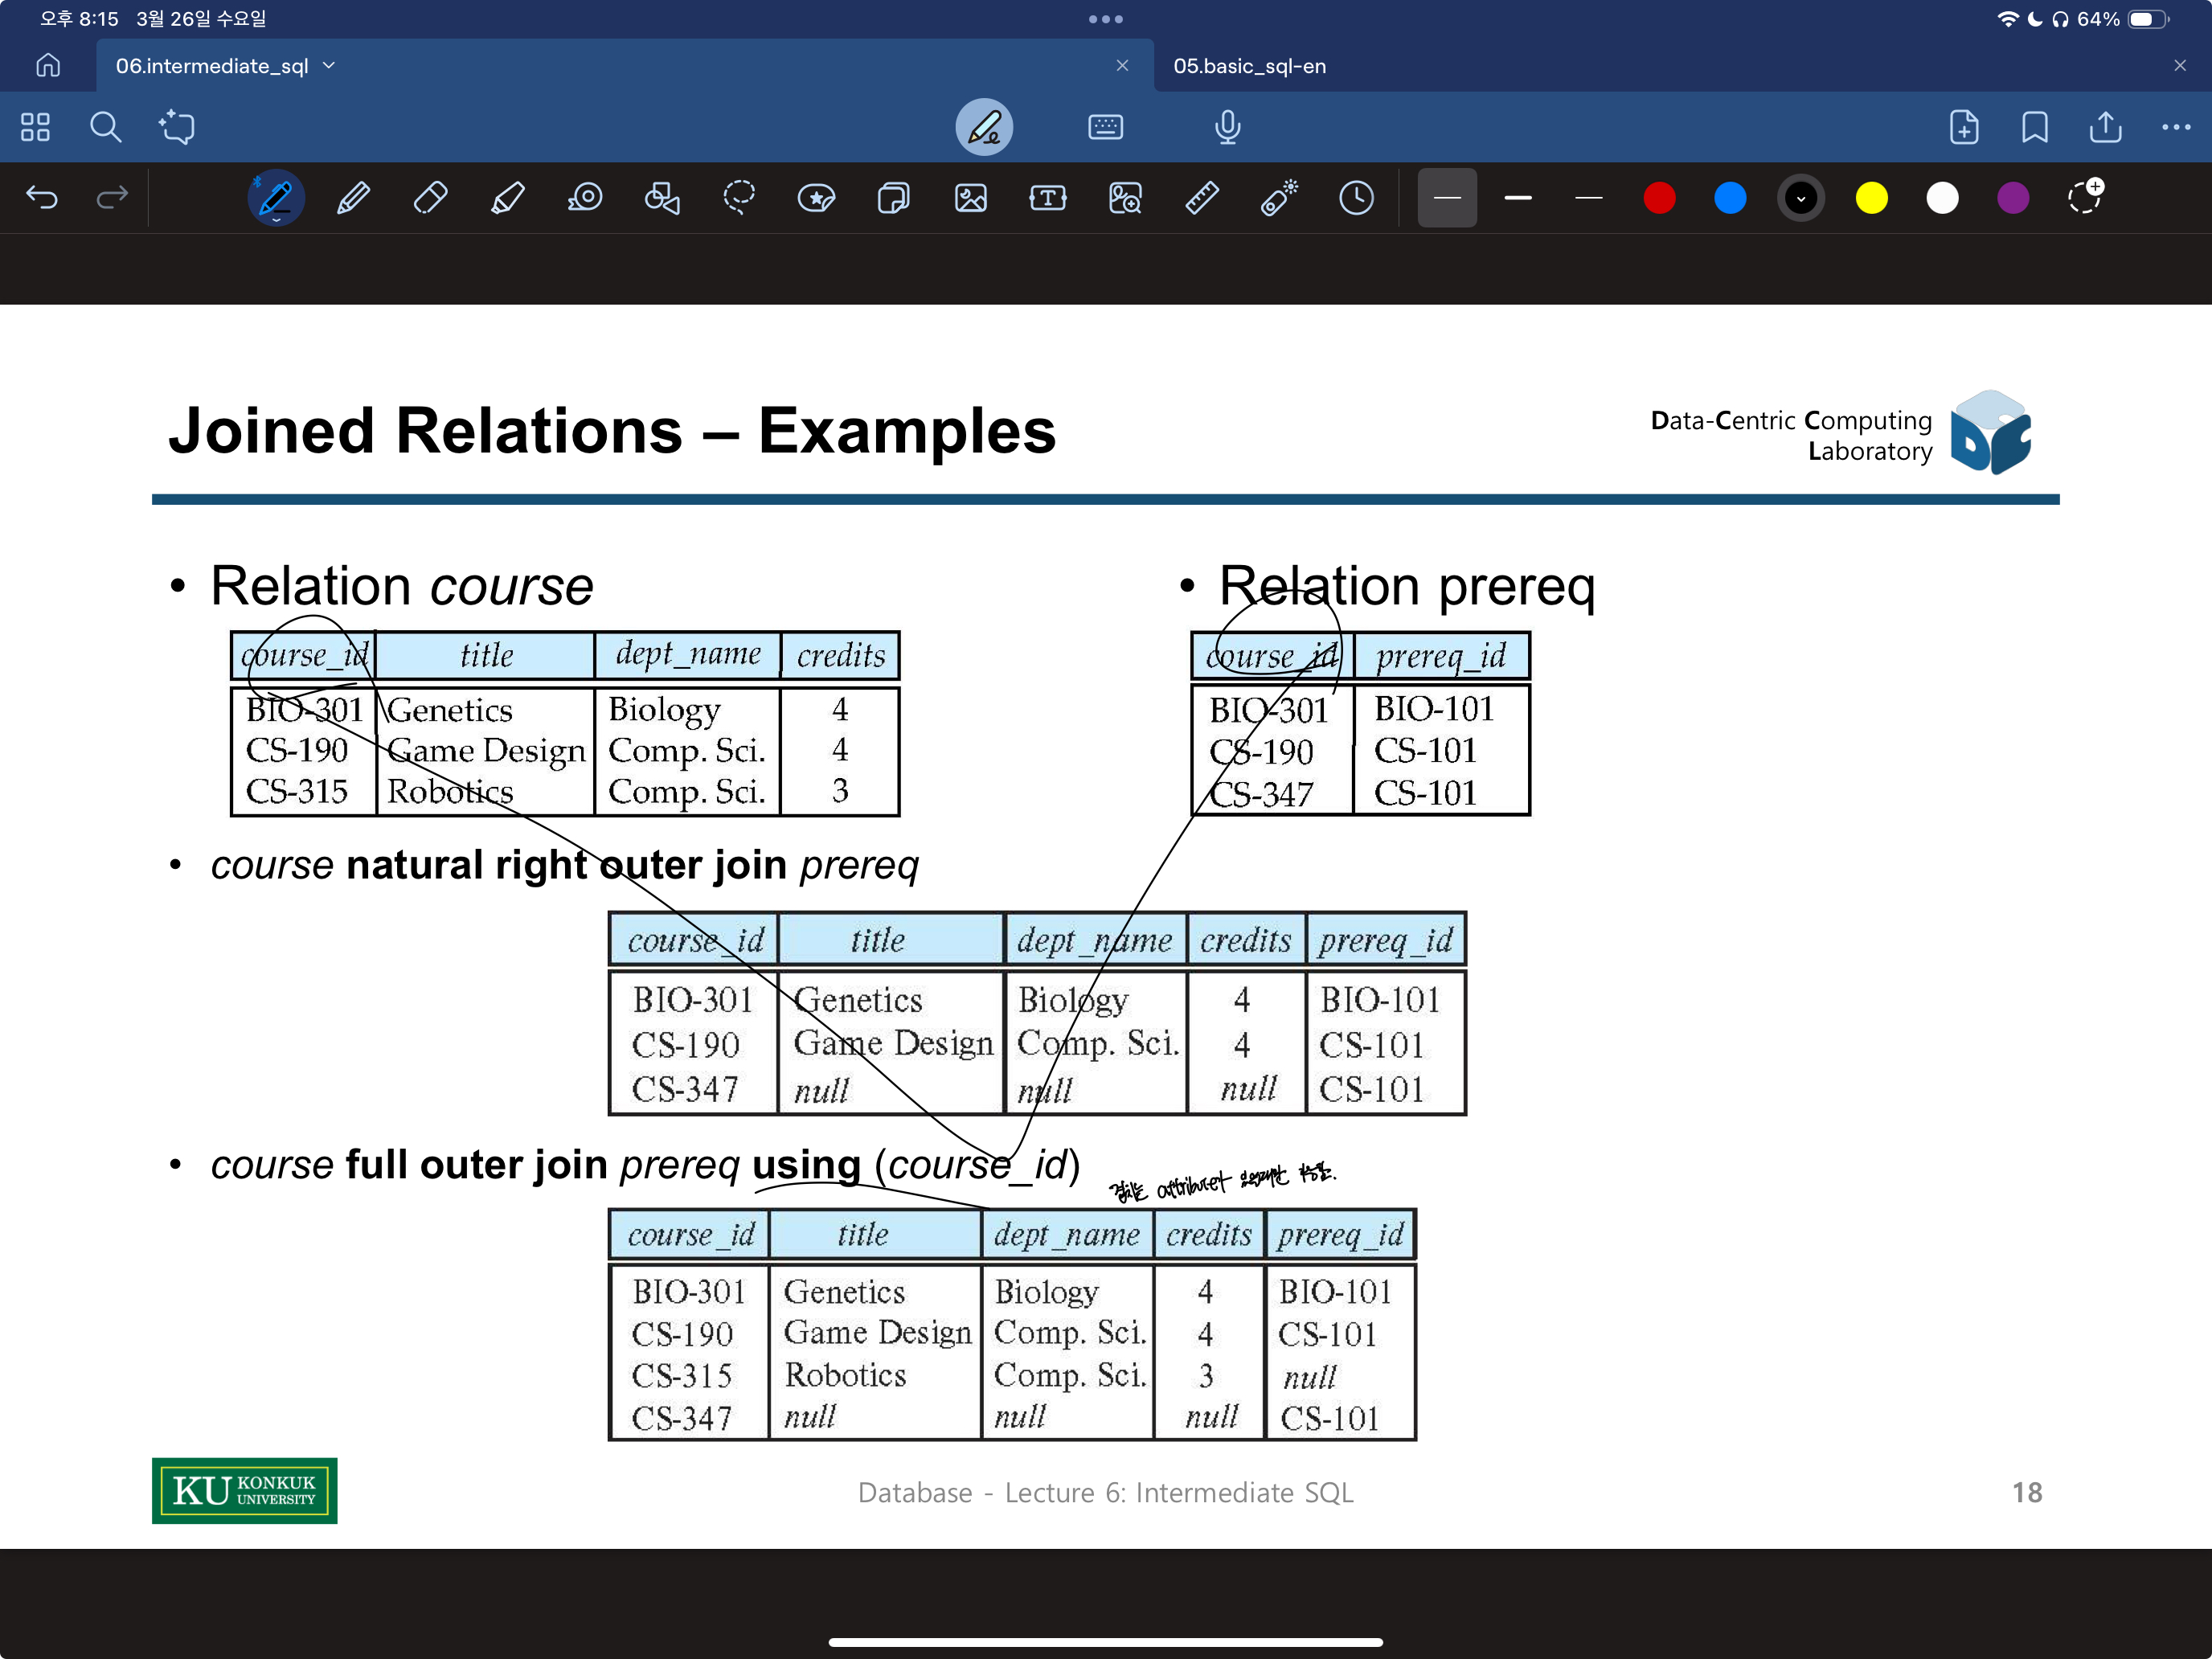 오후 8:15 3월 26일 수요일
64%
06.intermediate_sql
05.basic_sql-en
Joined Relations – Examples
Data-Centric Computing
Laboratory
• Relation course
course_id title dept_name credits
BIO-301 Genetics Biology 4
CS-190 Game Design Comp. Sci. 4
CS-315 Robotics Comp. Sci. 3
• Relation prereq
course_id prereq_id
BIO-301 BIO-101
CS-190 CS-101
CS-347 CS-101
• course natural right outer join prereq
course_id title dept_name credits prereq_id
BIO-301 Genetics Biology 4 BIO-101
CS-190 Game Design Comp. Sci. 4 CS-101
CS-347 null null null CS-101
• course full outer join prereq using (course_id)
겹치는
course_id title dept_name credits prereq_id
BIO-301 Genetics Biology 4 BIO-101
CS-190 Game Design Comp. Sci. 4 CS-101
CS-315 Robotics Comp. Sci. 3 null
CS-347 null null null CS-101
KU KONKUK
UNIVERSITY
Database - Lecture 6: Intermediate SQL
18